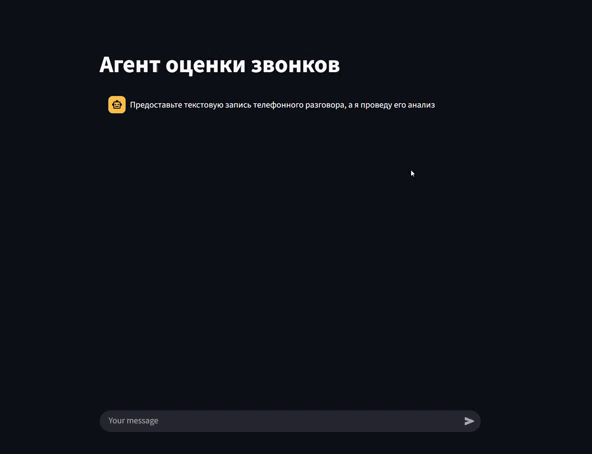 Агент оценки звонков
Предоставьте текстовую запись телефонного разговора, а я проведу его анализ
Your message